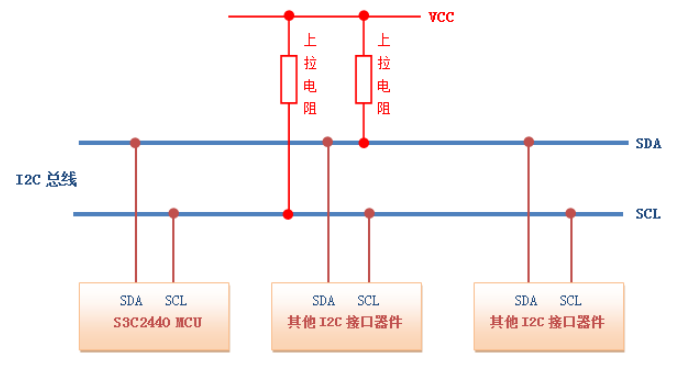 VCC
上拉电阻
上拉电阻
SDA
I2C 总线
SCL
SDA SCL
S3C2440 MCU
SDA SCL
其他 I2C 接口器件
SDA SCL
其他 I2C 接口器件